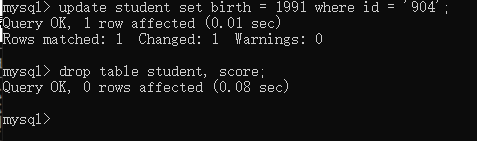 mysql> update student set birth = 1991 where id = '904';
Query OK, 1 row affected (0.01 sec)
Rows matched: 1  Changed: 1  Warnings: 0
mysql> drop table student, score;
Query OK, 0 rows affected (0.08 sec)
mysql>